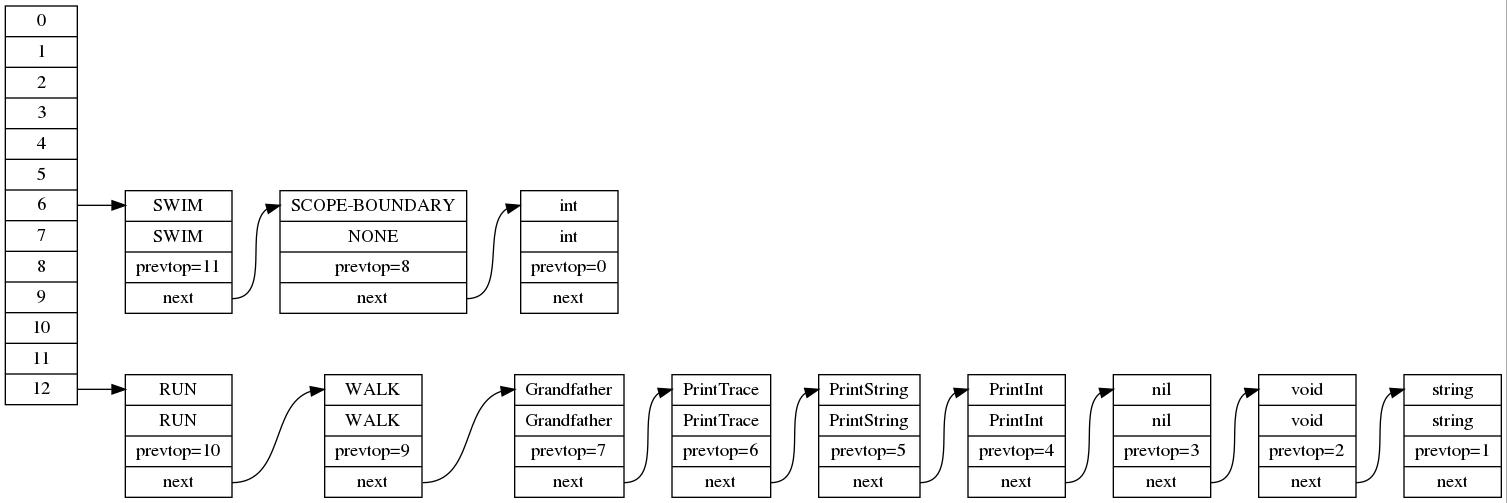 0
1
2
3
4
5
6
7
8
9
10
11
12
SWIM
SWIM
prevtop=11
next
SCOPE-BOUNDARY
NONE
prevtop=8
next
int
int
prevtop=0
next
RUN
RUN
prevtop=10
next
WALK
WALK
prevtop=9
next
Grandfather
Grandfather
prevtop=7
next
PrintTrace
PrintTrace
prevtop=6
next
PrintString
PrintString
prevtop=5
next
PrintInt
PrintInt
prevtop=4
next
nil
nil
prevtop=3
next
void
void
prevtop=2
next
string
string
prevtop=1
next